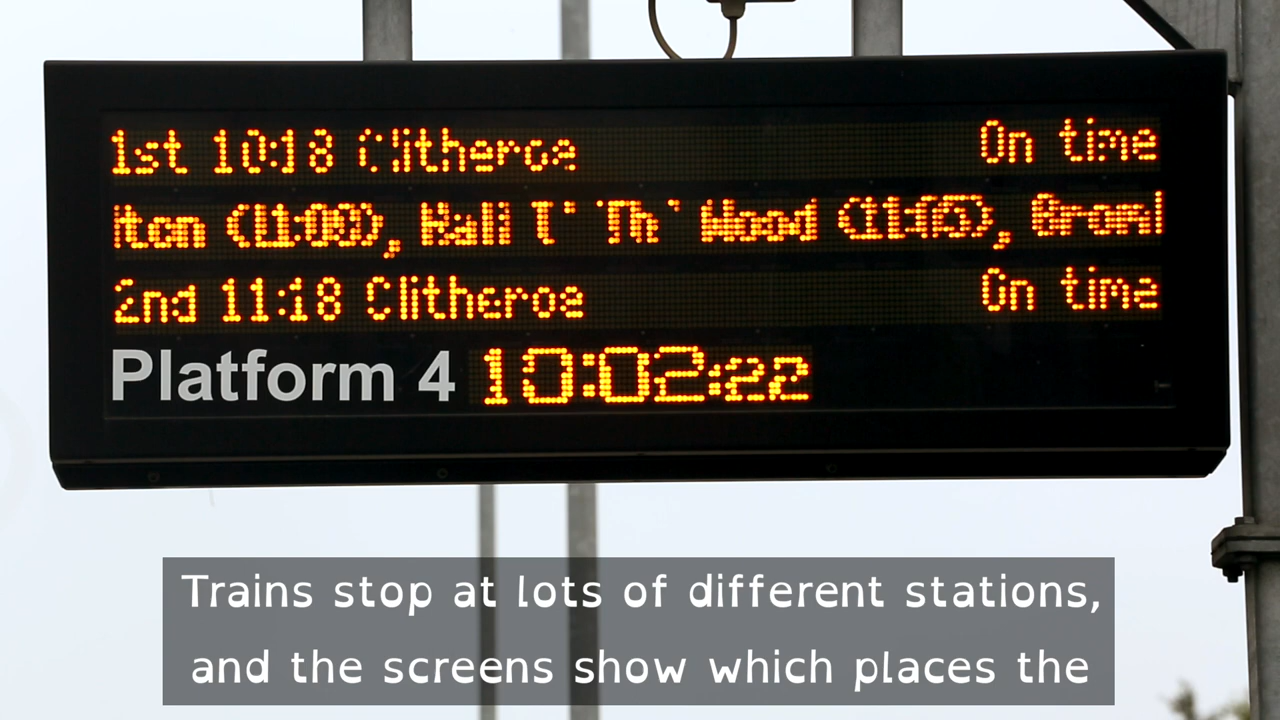 1st 10:18 Clitheroe On time
lton (11:00), Hall I' Th' Wood (11:05), Broml
2nd 11:18 Clitheroe On time
Platform 4 10:02:22
Trains stop at lots of different stations,
and the screens show which places the